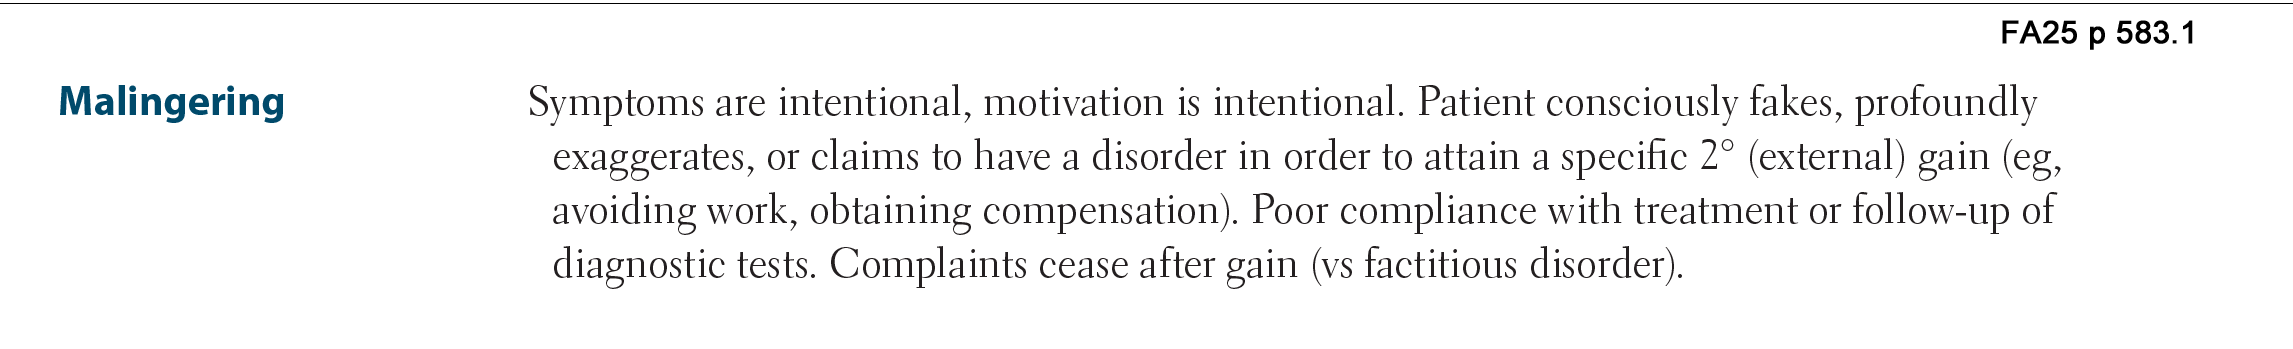 FA25 p 583.1
Malingering Symptoms are intentional, motivation is intentional. Patient consciously fakes, profoundly
exaggerates, or claims to have a disorder in order to attain a specific 2° (external) gain (eg,
avoiding work, obtaining compensation). Poor compliance with treatment or follow-up of
diagnostic tests. Complaints cease after gain (vs factitious disorder).